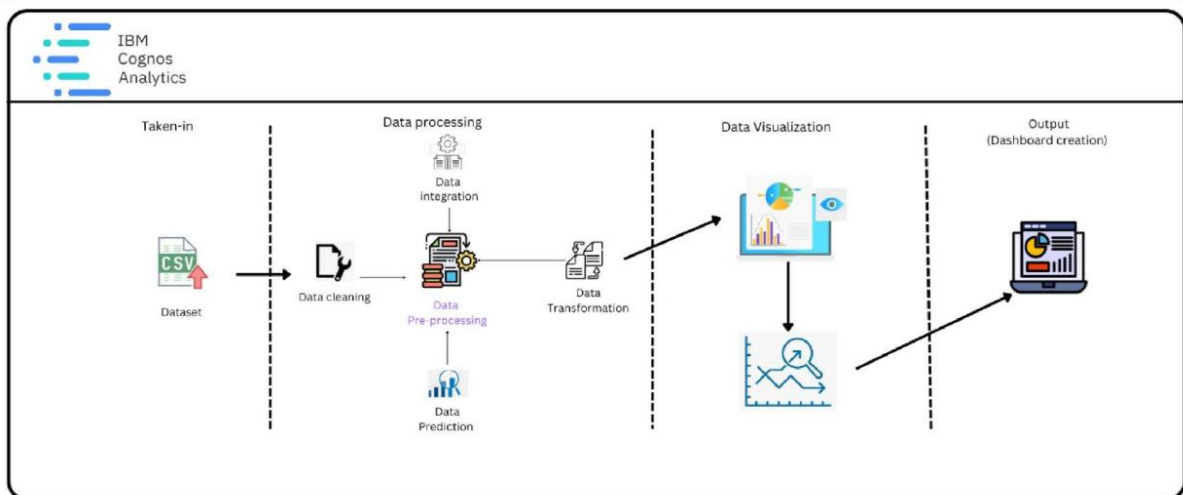 IBM
Cognos
Analytics
Taken-in
Data processing
Data Visualization
Output
(Dashboard creation)
Data
integration
CSV
Dataset
Data cleaning
Data
Pre-processing
Data
Transformation
Data
Prediction